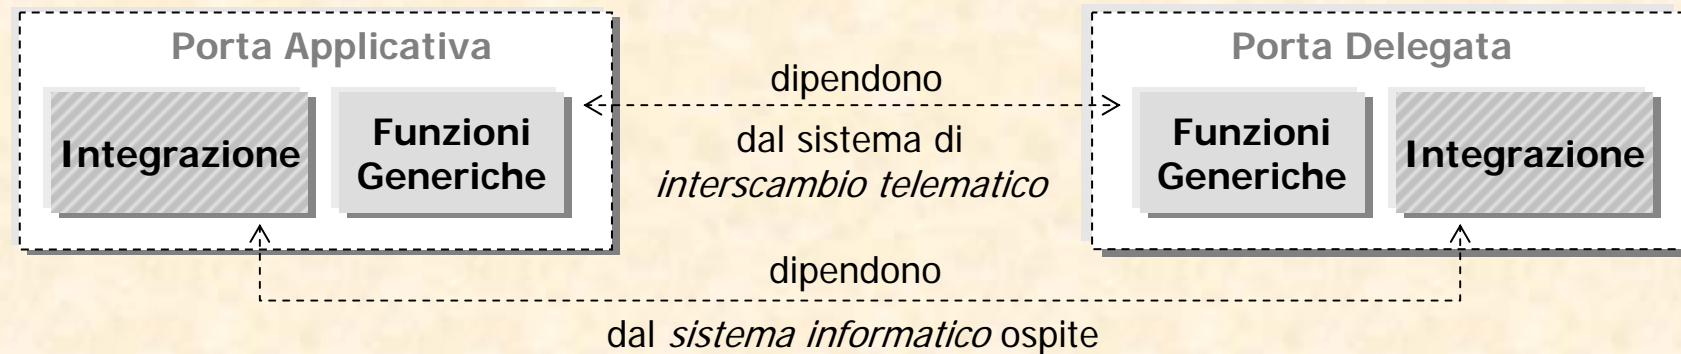 Porta Applicativa
Integrazione
Funzioni
Generiche
dipendono
dal sistema di
interscambio telematico
Porta Delegata
Funzioni
Generiche
Integrazione
dipendono
dal sistema informatico ospite